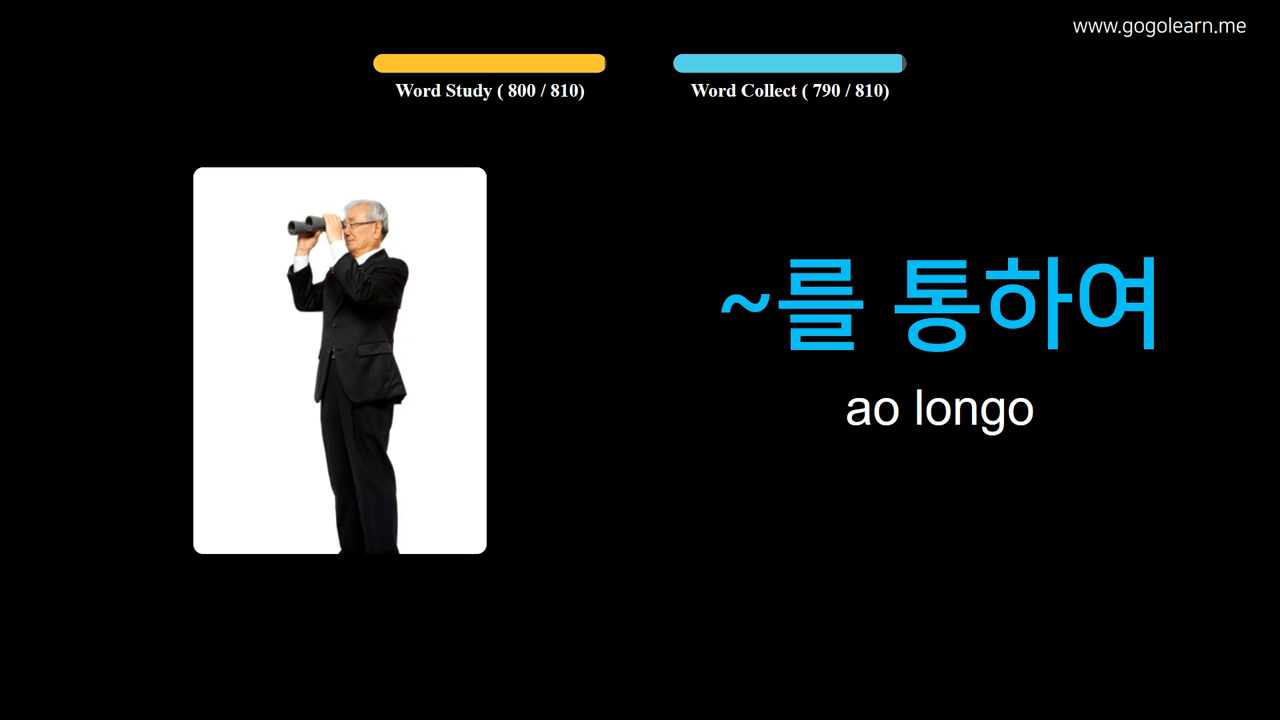 www.gogolearn.me
Word Study ( 800 / 810)
Word Collect ( 790 / 810)
~를 통하여
ao longo